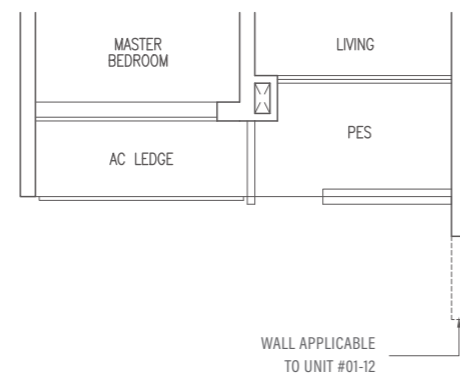 MASTER
BEDROOM
LIVING
AC LEDGE
PES
WALL APPLICABLE
TO UNIT #01-12